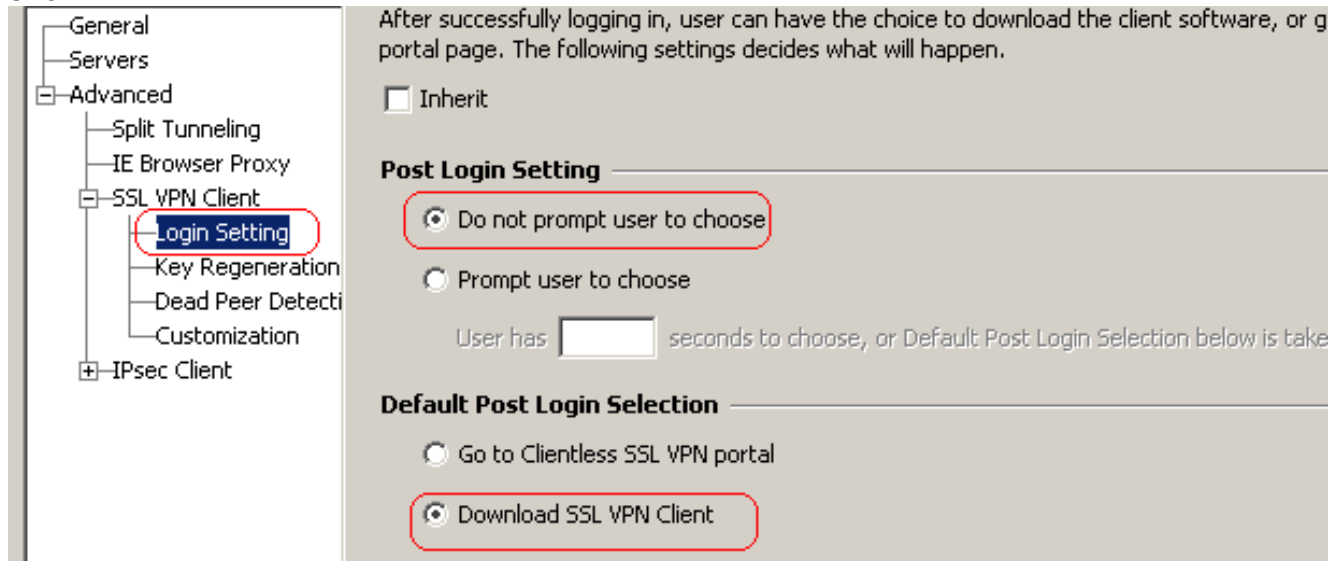 General
Servers
Advanced
Split Tunneling
IE Browser Proxy
SSL VPN Client
Login Setting
Key Regeneration
Dead Peer Detecti
Customization
IPsec Client
After successfully logging in, user can have the choice to download the client software, or g
portal page. The following settings decides what will happen.
Inherit
Post Login Setting
Do not prompt user to choose
Prompt user to choose
User has seconds to choose, or Default Post Login Selection below is take
Default Post Login Selection
Go to Clientless SSL VPN portal
Download SSL VPN Client